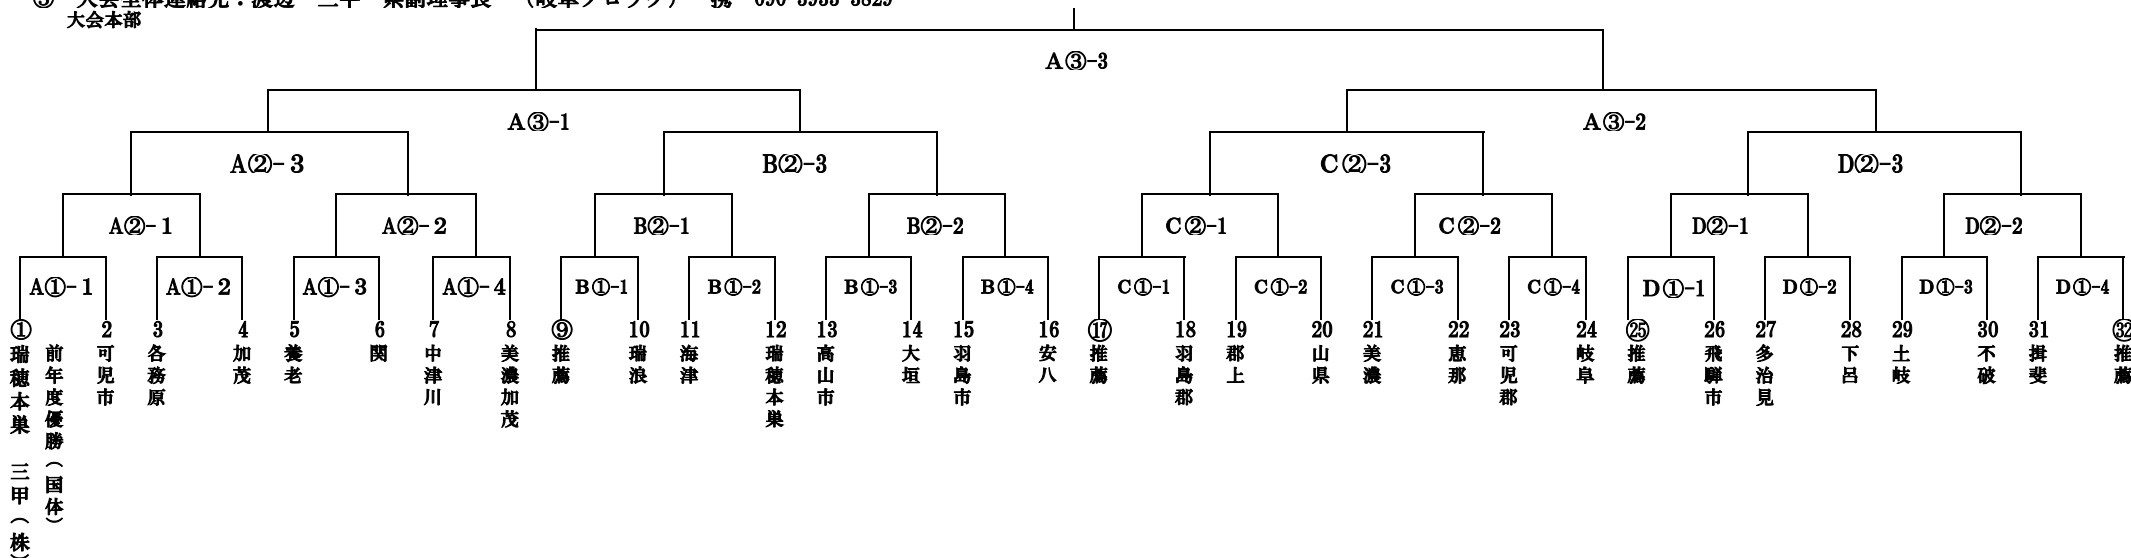 大会本部
A③-3
A③-1
A③-2
A②-3
B②-3
C②-3
D②-3
A②-1
A②-2
B②-1
B②-2
C②-1
C②-2
D②-1
D②-2
A①-1
A①-2
A①-3
A①-4
B①-1
B①-2
B①-3
B①-4
C①-1
C①-2
C①-3
C①-4
D①-1
D①-2
D①-3
D①-4
①
瑞穂本巣 三甲(株)
前年度優勝(国体)
2
可児市
3
各務原
4
加茂
5
養老
6
関
7
中津川
8
美濃加茂
⑨
推薦
10
瑞浪
11
海津
12
瑞穂本巣
13
高山市
14
大垣
15
羽島市
16
安八
⑰
推薦
18
羽島郡
19
郡上
20
山県
21
美濃
22
恵那
23
可児郡
24
岐阜
㉕
推薦
26
飛騨市
27
多治見
28
下呂
29
土岐
30
不破
31
揖斐
㉜
推薦